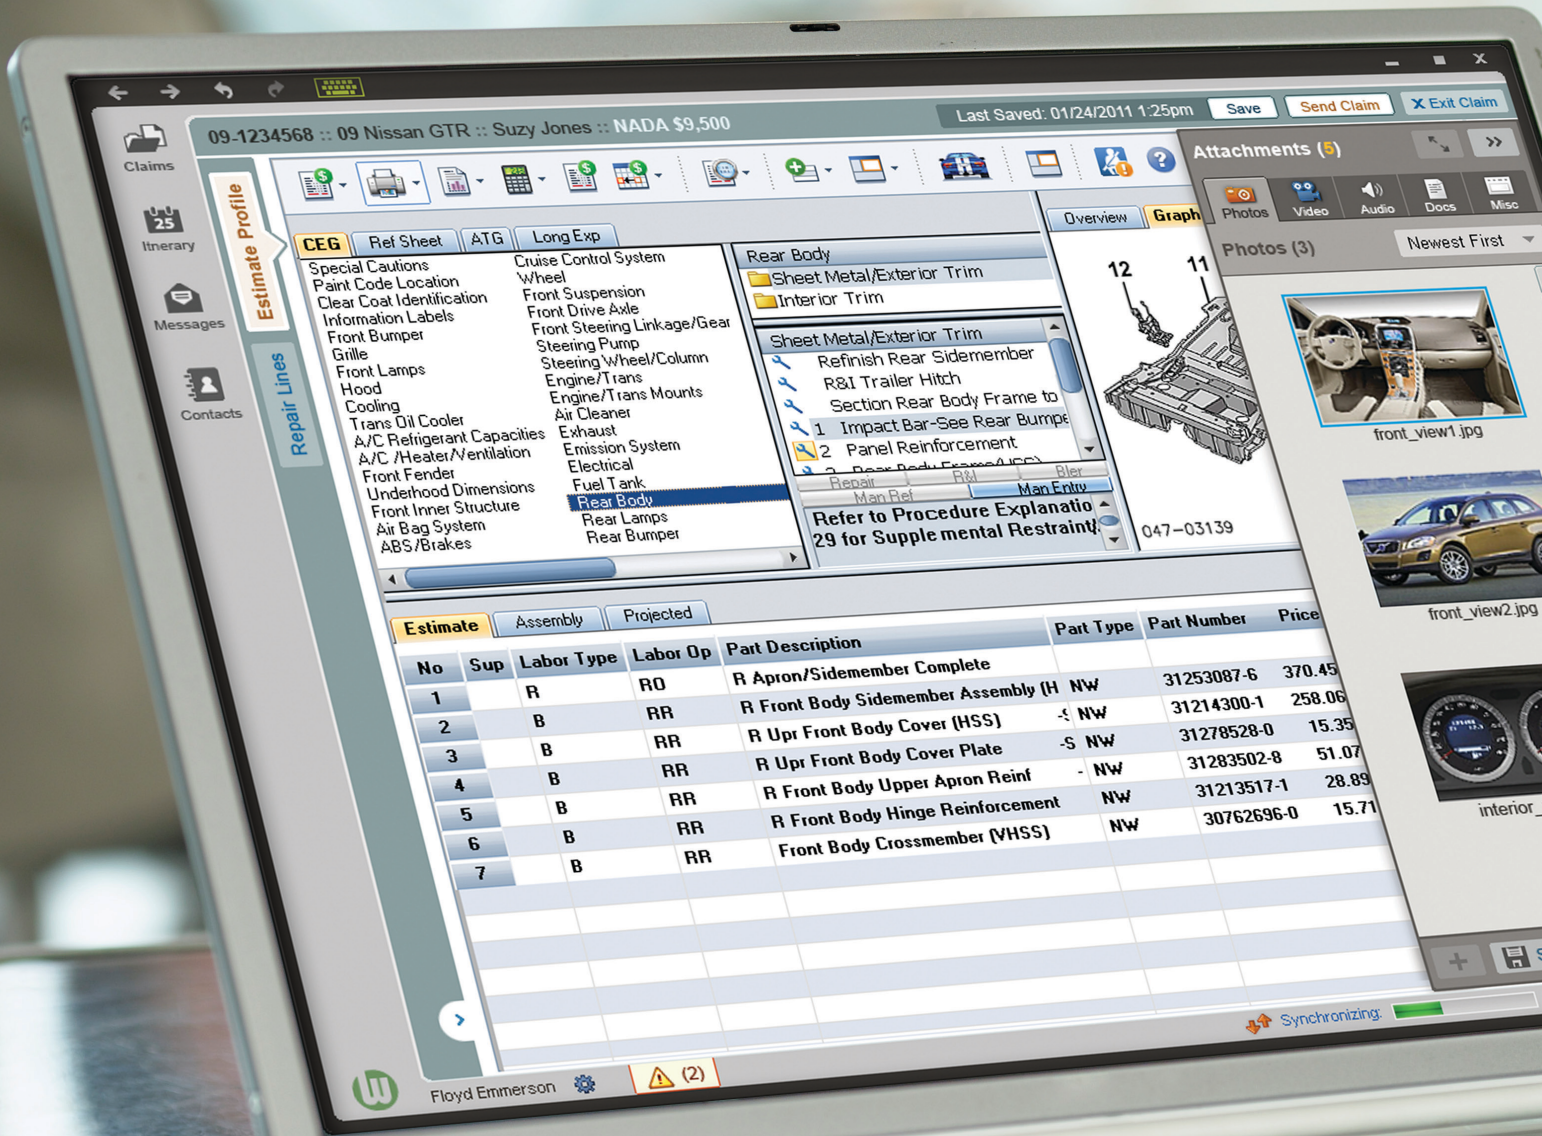 09-1234568 :: 09 Nissan GTR :: Suzy Jones :: NADA $9,500
Last Saved: 01/24/2011 1:25pm
Save
Send Claim
X Exit Claim
Claims
25
Itnerary
Messages
Contacts
Estimate Profile
Repair Lines
CEG
Ref Sheet
ATG
Long Exp
Special Cautions
Paint Code Location
Clear Coat Identification
Information Labels
Front Bumper
Grille
Front Lamps
Hood
Cooling
Trans Oil Cooler
A/C Refrigerant Capacities
A/C /Heater/Ventilation
Front Fender
Underhood Dimensions
Front Inner Structure
Air Bag System
ABS/Brakes
Cruise Control System
Wheel
Front Suspension
Front Drive Axle
Front Steering Linkage/Gear
Steering Pump
Steering Wheel/Column
Engine/Trans
Engine/Trans Mounts
Air Cleaner
Exhaust
Emission System
Electrical
Fuel Tank
Rear Body
Rear Lamps
Rear Bumper
Rear Body
Sheet Metal/Exterior Trim
Interior Trim
Sheet Metal/Exterior Trim
Refinish Rear Sidemember
R&I Trailer Hitch
Section Rear Body Frame to
1 Impact Bar-See Rear Bumpe
2 Panel Reinforcement
Repair
R&I
Bler
Man Ref
Man Entry
Refer to Procedure Explanatio
29 for Supplemental Restraint
Overview
Graph
12
11
047-03139
Attachments (5)
Photos
Video
Audio
Docs
Misc
Photos (3)
Newest First
front_view1.jpg
front_view2.jpg
interior_
Estimate
Assembly
Projected
No Sup Labor Type Labor Op Part Description Part Type Part Number Price
1 R RO R Apron/Sidemember Complete
2 B RR R Front Body Sidemember Assembly (H NW 31253087-6 370.45
3 B RR R Upr Front Body Cover (HSS) -S NW 31214300-1 258.06
4 B RR R Upr Front Body Cover Plate -S NW 31278528-0 15.35
5 B RR R Front Body Upper Apron Reinf - NW 31283502-8 51.07
6 B RR R Front Body Hinge Reinforcement NW 31213517-1 28.89
7 B RR Front Body Crossmember (VHSS) NW 30762696-0 15.71
Synchronizing:
Floyd Emmerson
(2)